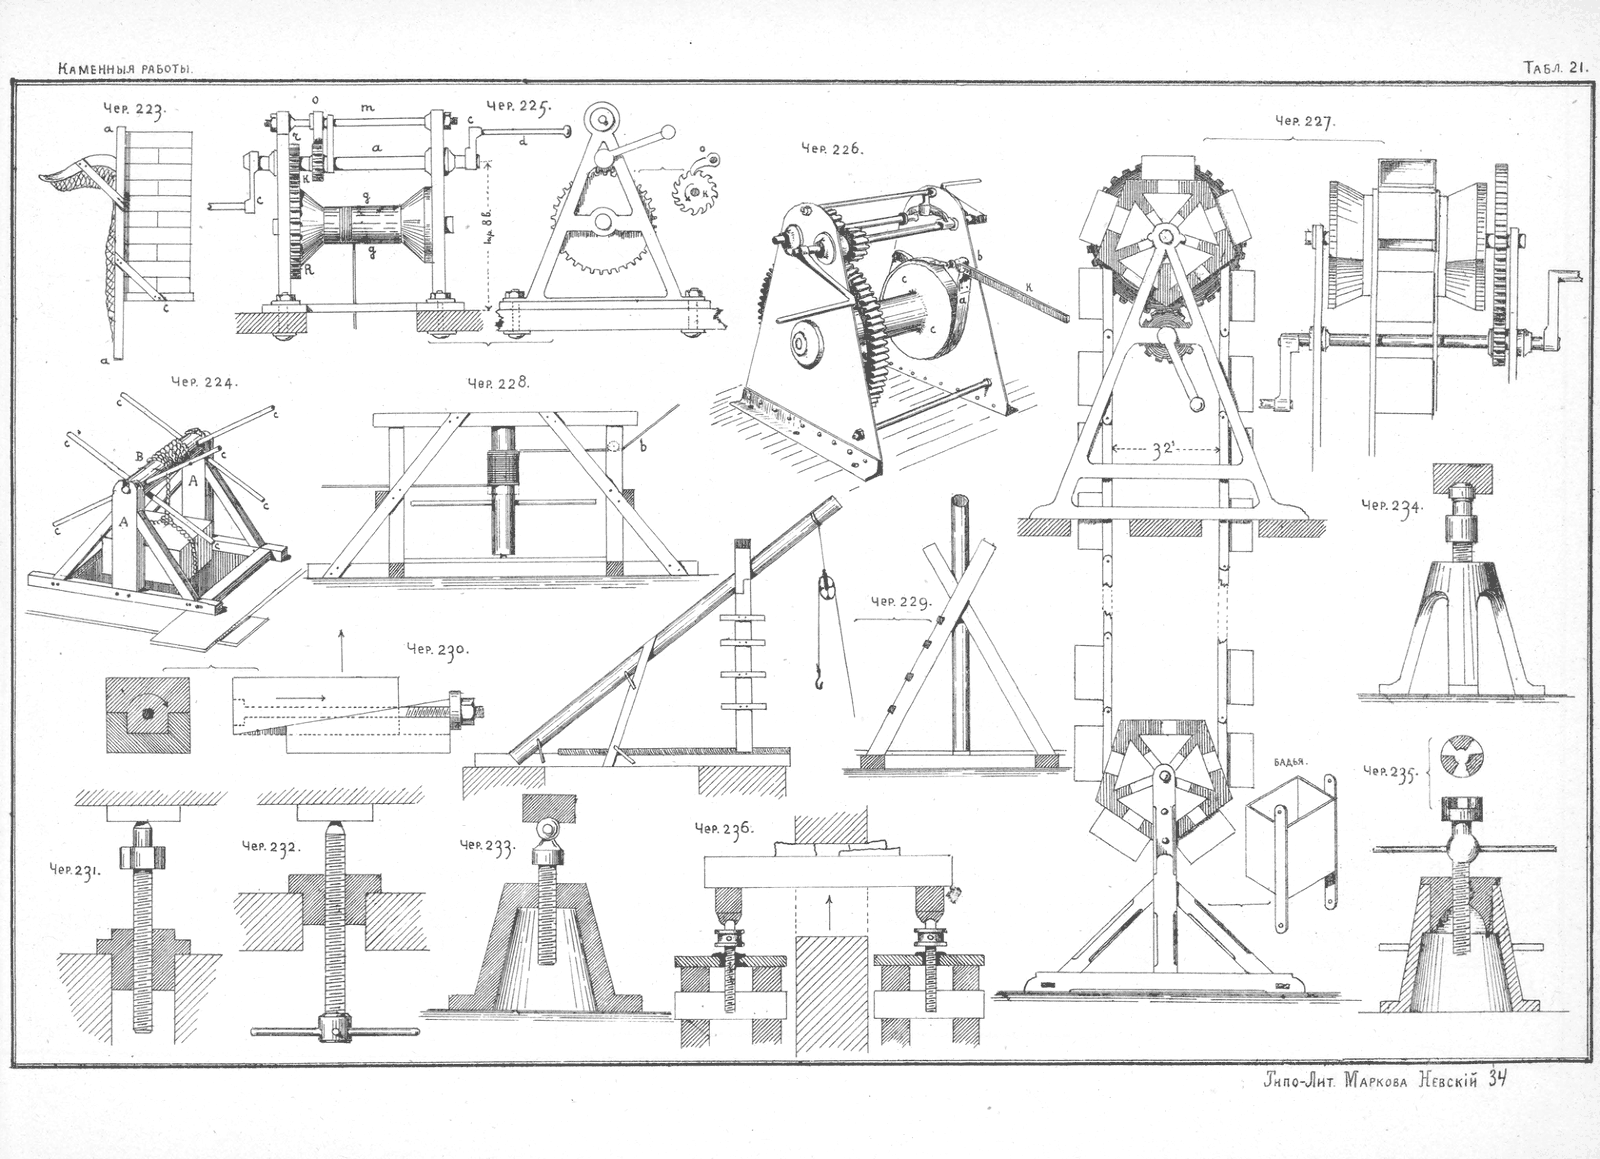 Каменныя работы.
Табл. 21.
Чер. 223.
a
c
a
Чер. 225.
o
m
c
d
r
a
к
c
g
g
R
o
к
Чер. 226.
b
к
c
a
c
Чер. 227.
32'
Чер. 224.
c
c
c
c
c
c
B
A
A
Чер. 228.
b
Чер. 229.
Чер. 230.
Чер. 234.
Чер. 235.
БАДЬЯ.
Чер. 231.
Чер. 232.
Чер. 233.
Чер. 236.
Типо-Лит. Маркова Невскій 34